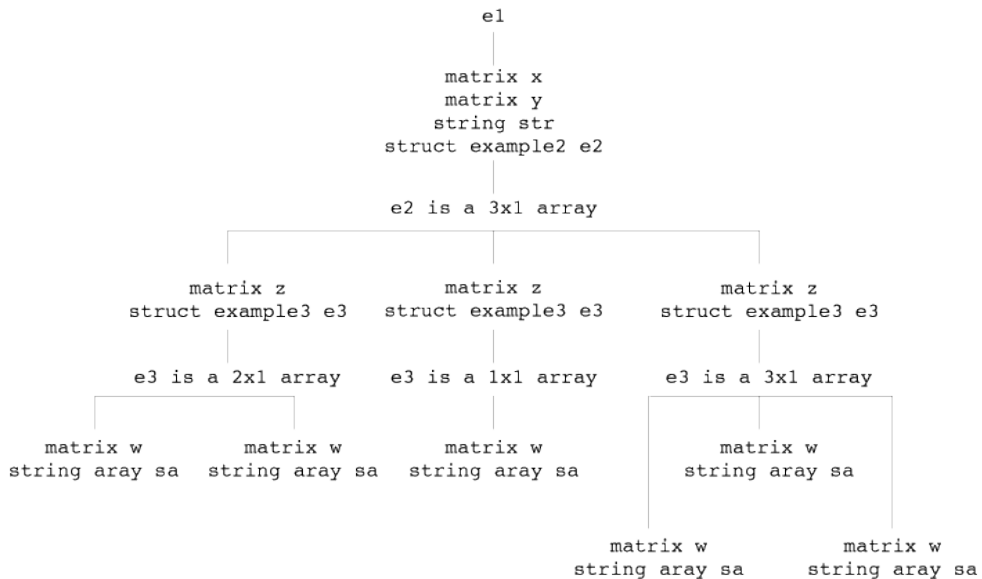 e1
matrix x
matrix y
string str
struct example2 e2
e2 is a 3x1 array
matrix z
struct example3 e3
matrix z
struct example3 e3
matrix z
struct example3 e3
e3 is a 2x1 array
e3 is a 1x1 array
e3 is a 3x1 array
matrix w
string aray sa
matrix w
string aray sa
matrix w
string aray sa
matrix w
string aray sa
matrix w
string aray sa
matrix w
string aray sa